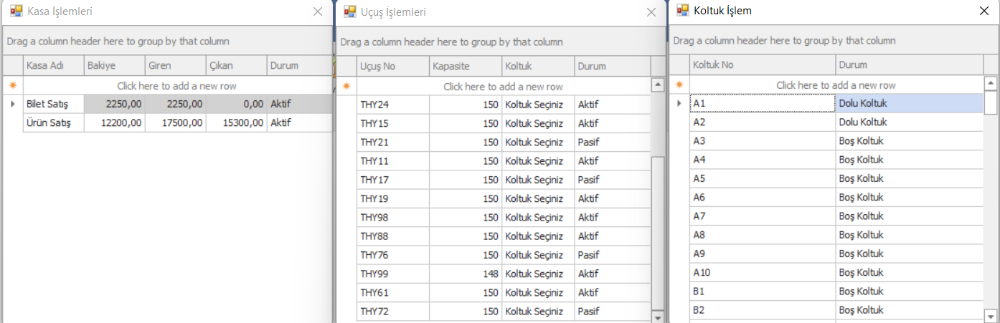 Kasa İşlemleri
Drag a column header here to group by that column
Kasa Adı Bakiye Giren Çıkan Durum
Click here to add a new row
Bilet Satış 2250,00 2250,00 0,00 Aktif
Ürün Satış 12200,00 17500,00 15300,00 Aktif
Uçuş İşlemleri
Drag a column header here to group by that column
Uçuş No Kapasite Koltuk Durum
Click here to add a new row
THY24 150 Koltuk Seçiniz Aktif
THY15 150 Koltuk Seçiniz Aktif
THY21 150 Koltuk Seçiniz Pasif
THY11 150 Koltuk Seçiniz Aktif
THY17 150 Koltuk Seçiniz Pasif
THY19 150 Koltuk Seçiniz Aktif
THY98 150 Koltuk Seçiniz Aktif
THY88 150 Koltuk Seçiniz Aktif
THY76 150 Koltuk Seçiniz Pasif
THY99 148 Koltuk Seçiniz Aktif
THY61 150 Koltuk Seçiniz Aktif
THY72 150 Koltuk Seçiniz Pasif
Koltuk İşlem
Drag a column header here to group by that column
Koltuk No Durum
Click here to add a new row
A1 Dolu Koltuk
A2 Dolu Koltuk
A3 Boş Koltuk
A4 Boş Koltuk
A5 Boş Koltuk
A6 Boş Koltuk
A7 Boş Koltuk
A8 Boş Koltuk
A9 Boş Koltuk
A10 Boş Koltuk
B1 Boş Koltuk
B2 Boş Koltuk